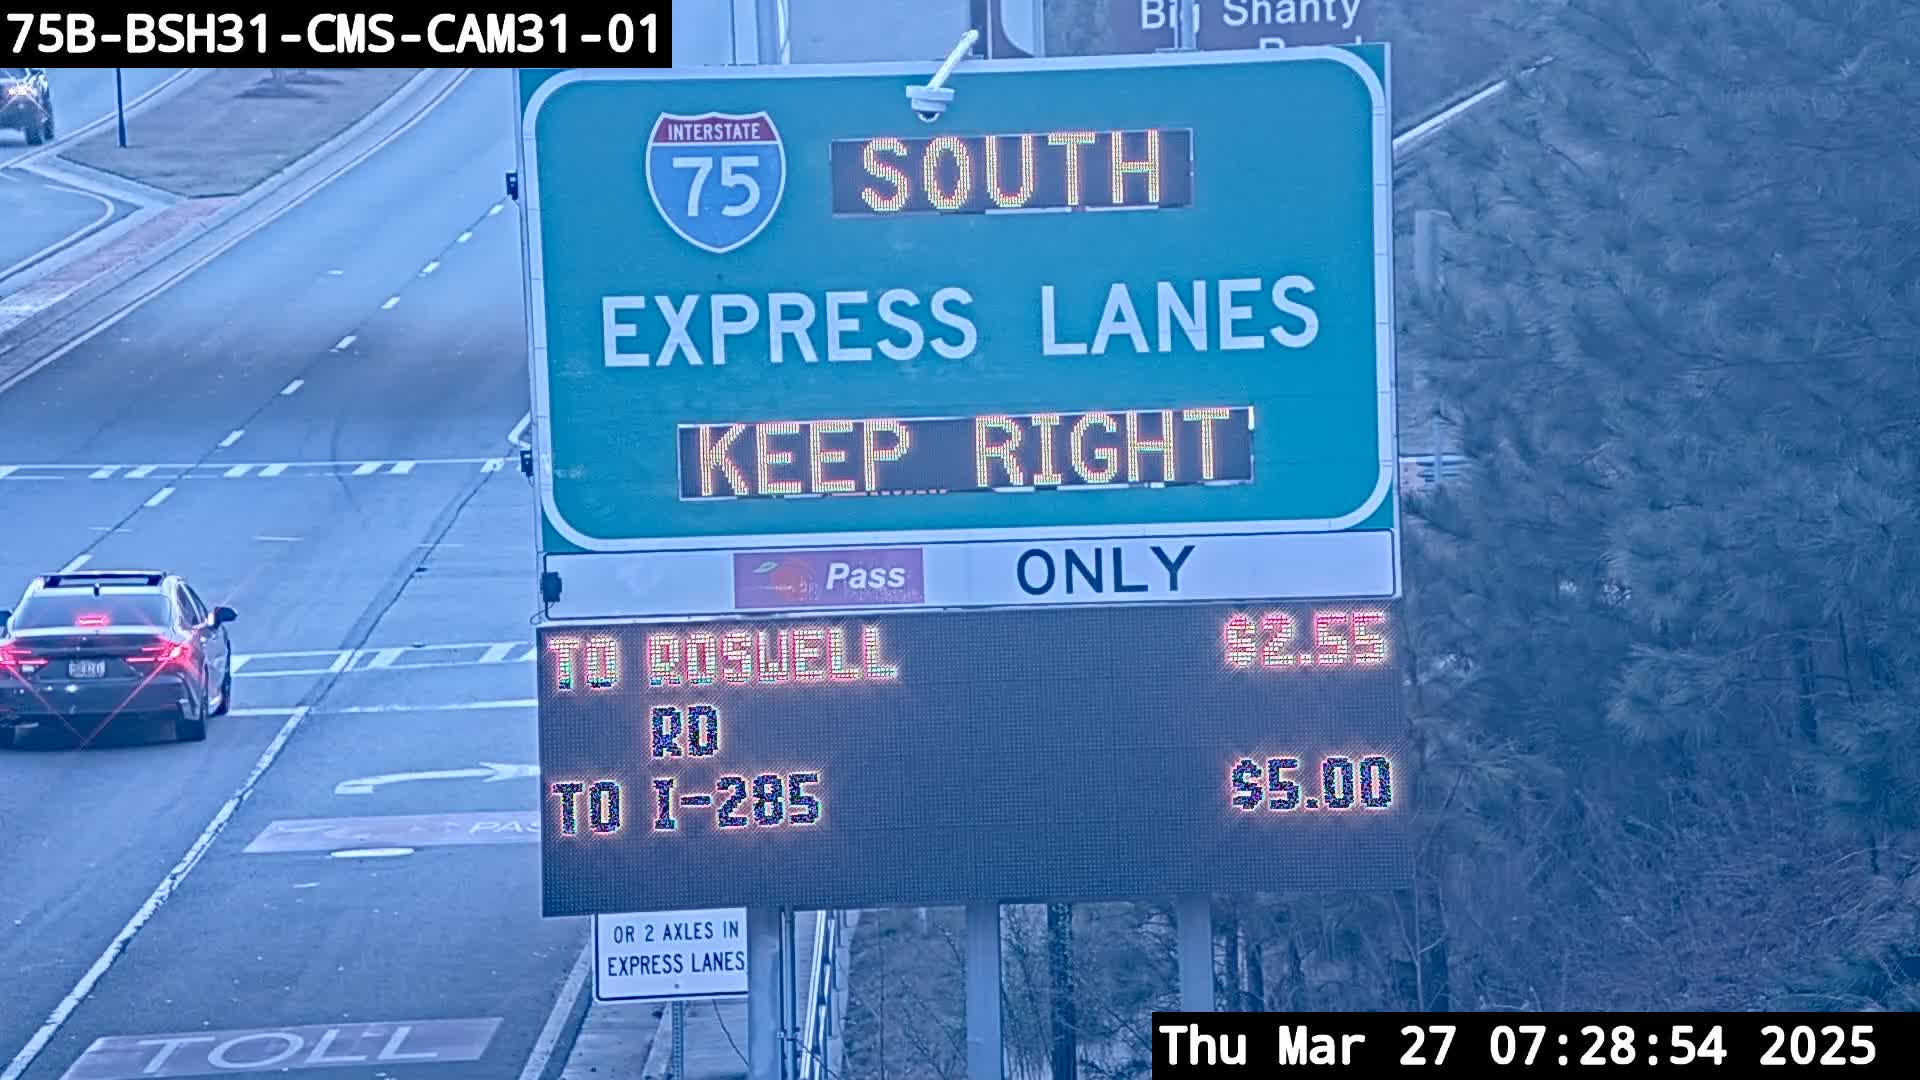 75B-BSH31-CMS-CAM31-01
Big Shanty
Road
INTERSTATE
75
SOUTH
EXPRESS LANES
KEEP RIGHT
Pass
ONLY
TO ROSWELL $2.55
RD
TO I-285 $5.00
OR 2 AXLES IN
EXPRESS LANES
TOLL
Thu Mar 27 07:28:54 2025